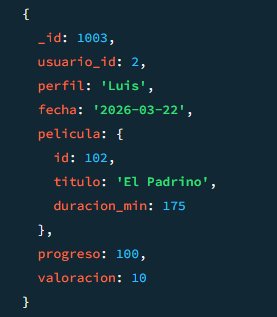 {
  _id: 1003,
  usuario_id: 2,
  perfil: 'Luis',
  fecha: '2026-03-22',
  pelicula: {
    id: 102,
    titulo: 'El Padrino',
    duracion_min: 175
  },
  progreso: 100,
  valoracion: 10
}